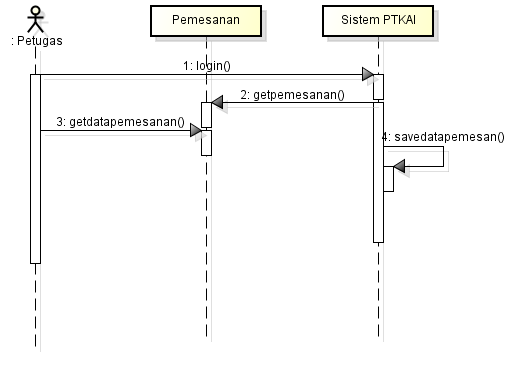 : Petugas
Pemesanan
Sistem PTKAI
1: login()
2: getpemesanan()
3: getdatapemesanan()
4: savedatapemesan()